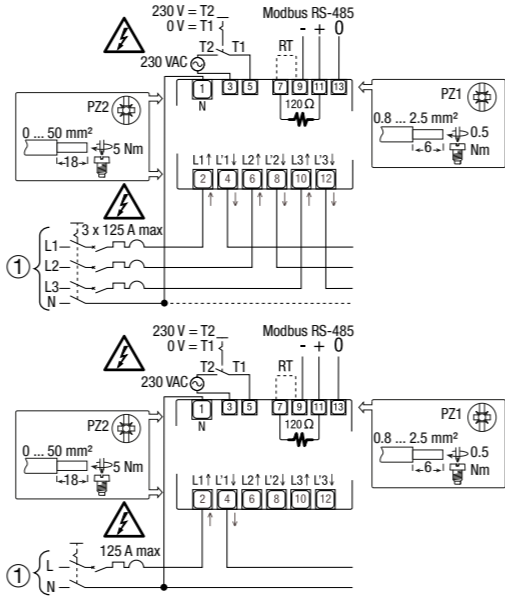 230 V = T2
0 V = T1
Modbus RS-485
- + 0
T2 T1
RT
230 VAC
1 3 5 7 9 11 13
N
120 Ω
PZ2
0 ... 50 mm²
5 Nm
18
PZ1
0.8 ... 2.5 mm²
0.5
6
Nm
L1↑ L'1↓ L2↑ L'2↓ L3↑ L'3↓
2 4 6 8 10 12
3 x 125 A max
1
L1
L2
L3
N
230 V = T2
0 V = T1
Modbus RS-485
- + 0
T2 T1
RT
230 VAC
1 3 5 7 9 11 13
N
120 Ω
PZ2
0 ... 50 mm²
5 Nm
18
PZ1
0.8 ... 2.5 mm²
0.5
6
Nm
L1↑ L'1↓ L2↑ L'2↓ L3↑ L'3↓
2 4 6 8 10 12
125 A max
1
L
N